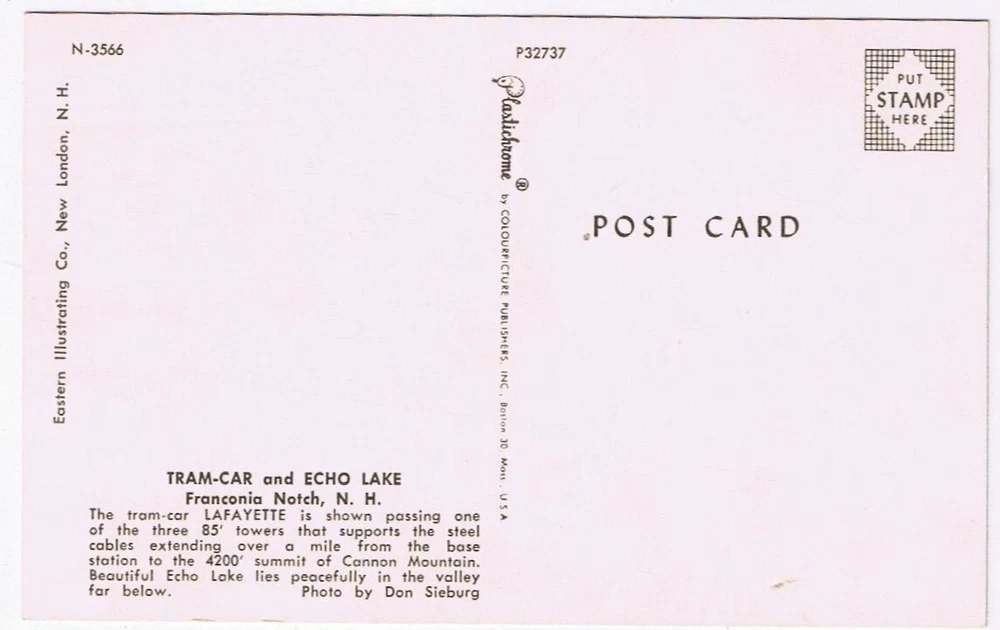 N-3566
Eastern Illustrating Co., New London, N. H.
TRAM-CAR and ECHO LAKE
Franconia Notch, N. H.
The tram-car LAFAYETTE is shown passing one
of the three 85' towers that supports the steel
cables extending over a mile from the base
station to the 4200' summit of Cannon Mountain.
Beautiful Echo Lake lies peacefully in the valley
far below. Photo by Don Sieburg
P32737
Plastichrome ® by COLOURPICTURE PUBLISHERS, INC., Boston 30, Mass., U S A
PUT
STAMP
HERE
POST CARD